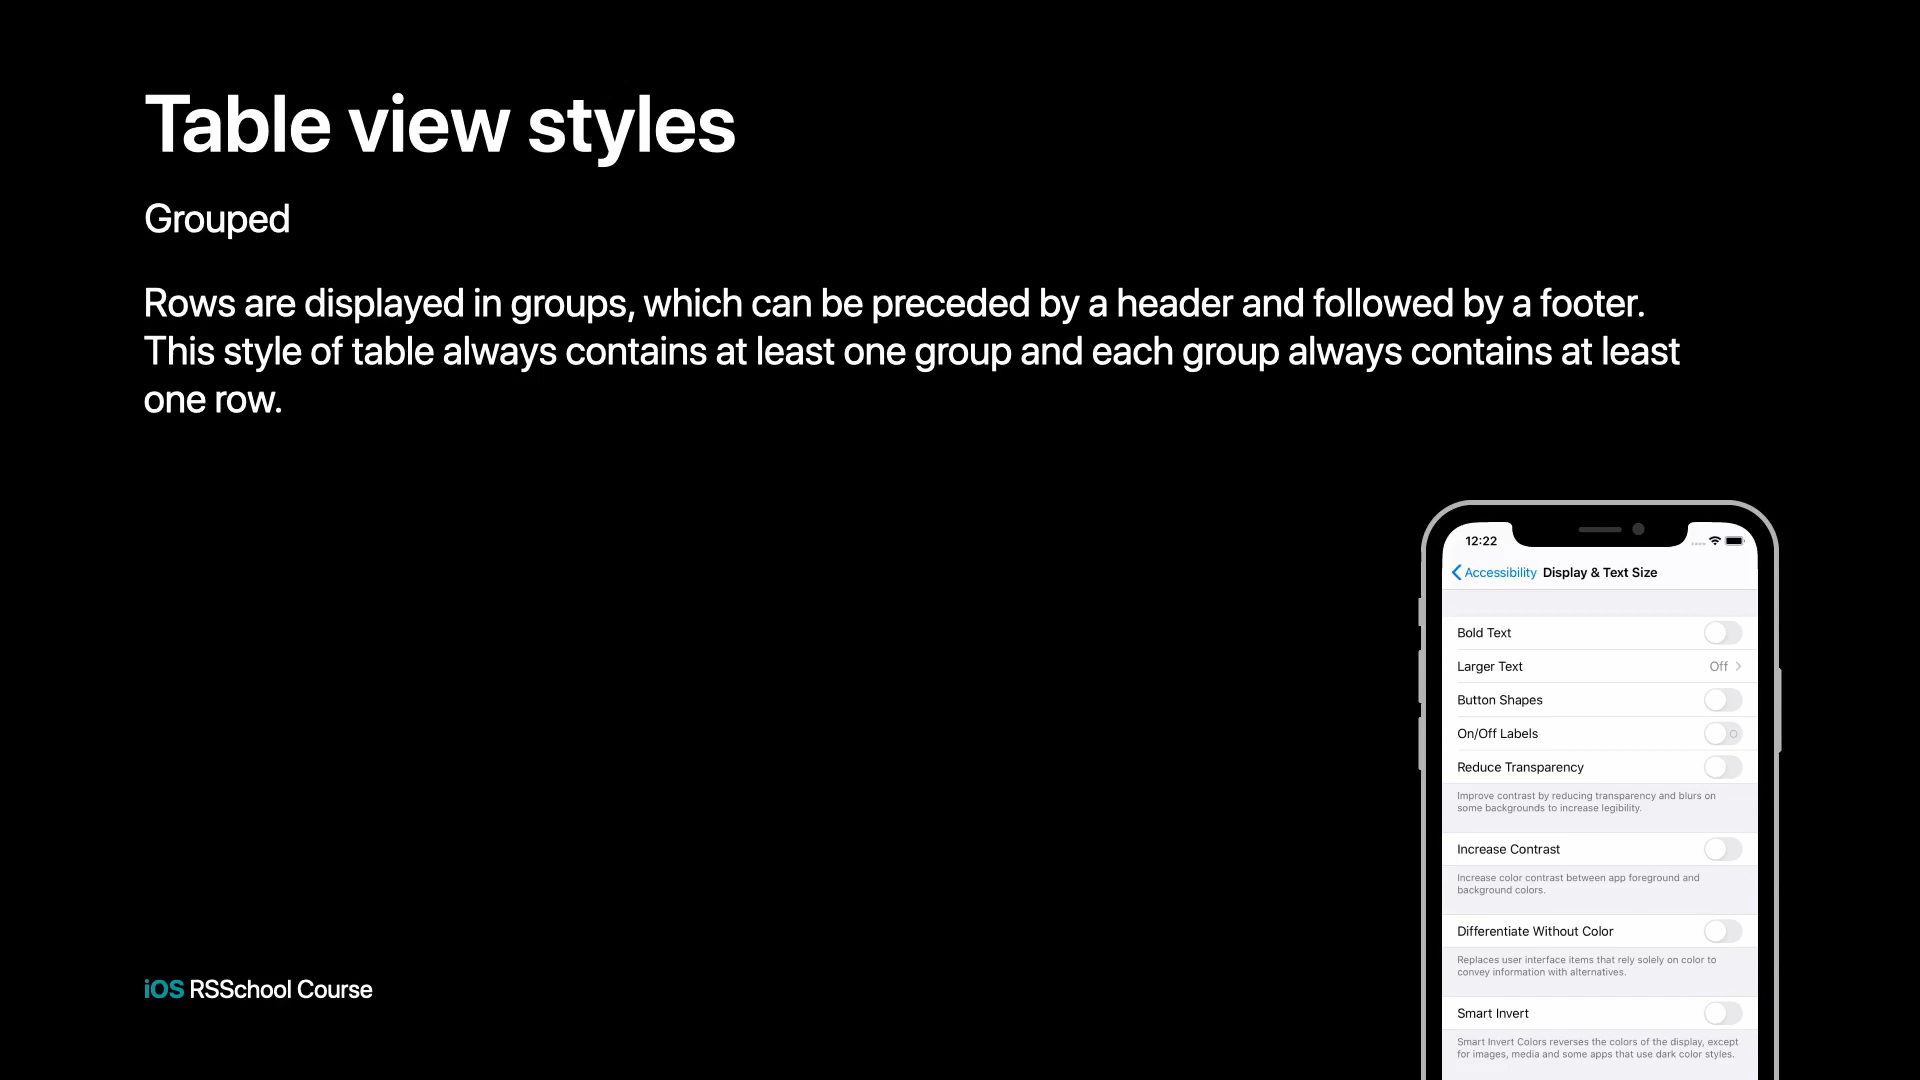 Table view styles
Grouped
Rows are displayed in groups, which can be preceded by a header and followed by a footer.
This style of table always contains at least one group and each group always contains at least
one row.
12:22
Accessibility Display & Text Size
Bold Text
Larger Text Off
Button Shapes
On/Off Labels
Reduce Transparency
Improve contrast by reducing transparency and blurs on
some backgrounds to increase legibility.
Increase Contrast
Increase color contrast between app foreground and
background colors.
Differentiate Without Color
Replaces user interface items that rely solely on color to
convey information with alternatives.
Smart Invert
Smart Invert Colors reverses the colors of the display, except
for images, media and some apps that use dark color styles.
iOS RSSchool Course